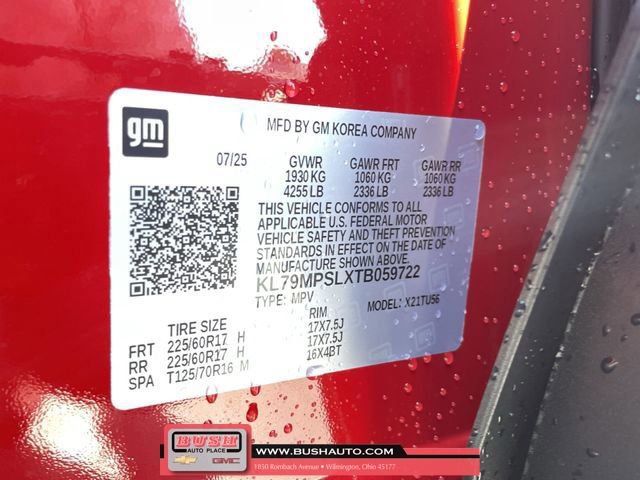 gm
MFD BY GM KOREA COMPANY
07/25 GVWR GAWR FRT GAWR RR
1930 KG 1060 KG 1060 KG
4255 LB 2336 LB 2336 LB
THIS VEHICLE CONFORMS TO ALL
APPLICABLE U.S. FEDERAL MOTOR
VEHICLE SAFETY AND THEFT PREVENTION
STANDARDS IN EFFECT ON THE DATE OF
MANUFACTURE SHOWN ABOVE.
KL79MPSLXTB059722
TYPE: MPV MODEL: X21TU56
TIRE SIZE RIM
FRT 225/60R17 H 17X7.5J
RR 225/60R17 H 17X7.5J
SPA T125/70R16 M 16X4BT
BUSH
AUTO PLACE
GMC
WWW.BUSHAUTO.COM
1850 Rombach Avenue • Wilmington, Ohio 45177